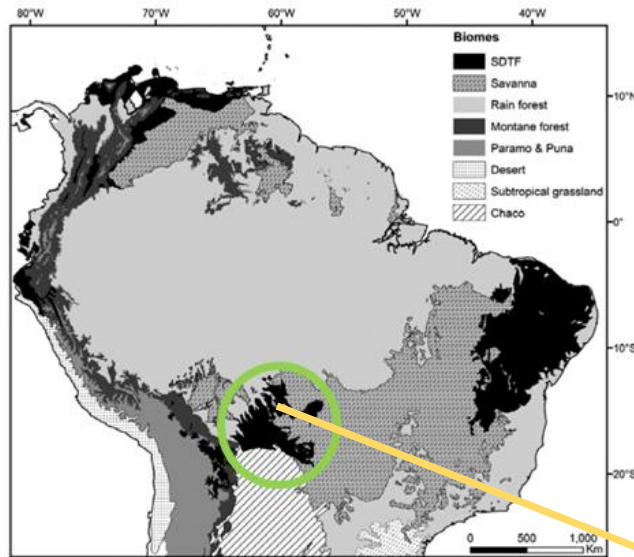 80°W
70°W
60°W
50°W
40°W
Biomes
SDTF
Savanna
Rain forest
Montane forest
Paramo & Puna
Desert
Subtropical grassland
Chaco
10°N
0°
10°S
20°S
0 500 1,000
Km